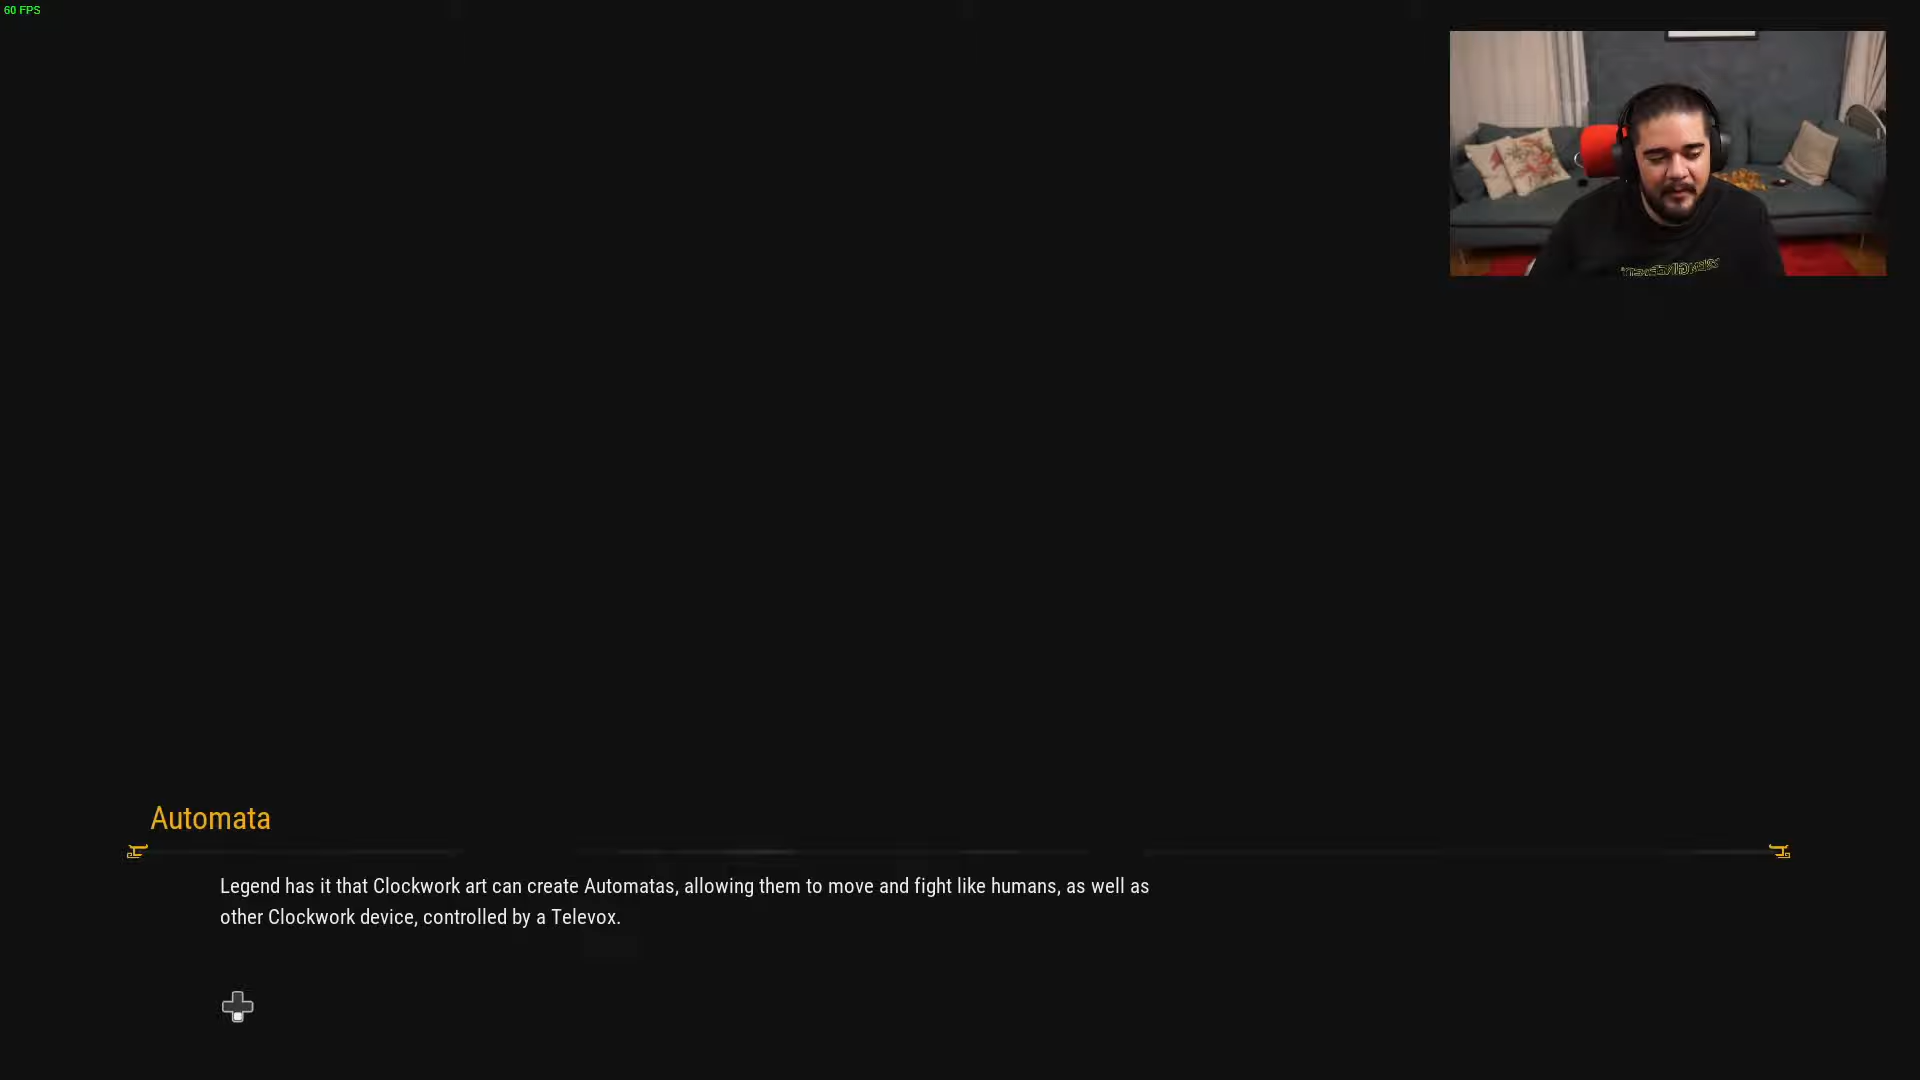 60 FPS
Automata
Legend has it that Clockwork art can create Automatas, allowing them to move and fight like humans, as well as
other Clockwork device, controlled by a Televox.